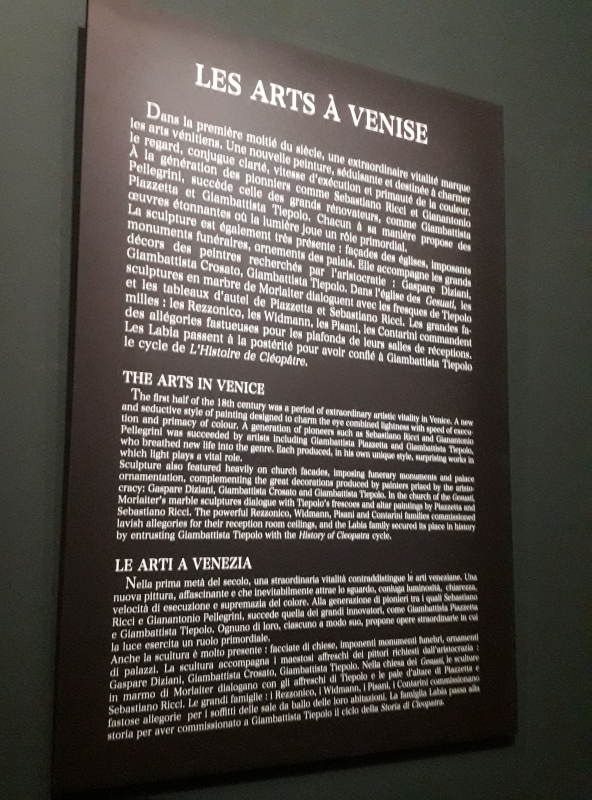 LES ARTS À VENISE
Dans la première moitié du siècle, une extraordinaire vitalité marque
les arts vénitiens. Une nouvelle peinture, séduisante et destinée à charmer
le regard, conjugue clarté, vitesse d'exécution et primauté de la couleur.
À la génération des pionniers comme Sebastiano Ricci et Gianantonio
Pellegrini, succède celle des grands rénovateurs, comme Giambattista
Piazzetta et Giambattista Tiepolo. Chacun à sa manière propose des
œuvres étonnantes où la lumière joue un rôle primordial.
La sculpture est également très présente : façades des églises, imposants
monuments funéraires, ornements des palais. Elle accompagne les grands
décors des peintres recherchés par l'aristocratie : Gaspare Diziani,
Giambattista Crosato, Giambattista Tiepolo. Dans l'église des Gesuati, les
sculptures en marbre de Morlaiter dialoguent avec les fresques de Tiepolo
et les tableaux d'autel de Piazzetta et Sebastiano Ricci. Les grandes fa-
milles : les Rezzonico, les Widmann, les Pisani, les Contarini commandent
des allégories fastueuses pour les plafonds de leurs salles de réceptions.
Les Labia passent à la postérité pour avoir confié à Giambattista Tiepolo
le cycle de L'Histoire de Cléopâtre.
THE ARTS IN VENICE
The first half of the 18th century was a period of extraordinary artistic vitality in Venice. A new
and seductive style of painting designed to charm the eye combined lightness with speed of execu-
tion and primacy of colour. A generation of pioneers such as Sebastiano Ricci and Gianantonio
Pellegrini was succeeded by artists including Giambattista Piazzetta and Giambattista Tiepolo,
who breathed new life into the genre. Each produced, in his own unique style, surprising works in
which light plays a vital role.
Sculpture also featured heavily on church facades, imposing funerary monuments and palace
ornamentation, complementing the great decorations produced by painters prized by the aristo-
cracy: Gaspare Diziani, Giambattista Crosato and Giambattista Tiepolo. In the church of the Gesuati,
Morlaiter's marble sculptures dialogue with Tiepolo's frescoes and altar paintings by Piazzetta and
Sebastiano Ricci. The powerful Rezzonico, Widmann, Pisani and Contarini families commissioned
lavish allegories for their reception room ceilings, and the Labia family secured its place in history
by entrusting Giambattista Tiepolo with the History of Cleopatra cycle.
LE ARTI A VENEZIA
Nella prima metà del secolo, una straordinaria vitalità contraddistingue le arti veneziane. Una
nuova pittura, affascinante e che inevitabilmente attrae lo sguardo, coniuga luminosità, chiarezza,
velocità di esecuzione e supremazia del colore. Alla generazione di pionieri tra i quali Sebastiano
Ricci e Gianantonio Pellegrini, succede quella dei grandi innovatori, come Giambattista Piazzetta
e Giambattista Tiepolo. Ognuno di loro, ciascuno a modo suo, propone opere straordinarie in cui
la luce esercita un ruolo primordiale.
Anche la scultura è molto presente : facciate di chiese, imponenti monumenti funebri, ornamenti
di palazzi. La scultura accompagna i maestosi affreschi dei pittori richiesti dall'aristocrazia :
Gaspare Diziani, Giambattista Crosato, Giambattista Tiepolo. Nella chiesa dei Gesuati, le sculture
in marmo di Morlaiter dialogano con gli affreschi di Tiepolo e le pale d'altare di Piazzetta e
Sebastiano Ricci. Le grandi famiglie : i Rezzonico, i Widmann, i Pisani, i Contarini commissionano
fastose allegorie per i soffitti delle sale da ballo delle loro abitazioni. La famiglia Labia passa alla
storia per aver commissionato a Giambattista Tiepolo il ciclo della Storia di Cleopatra.